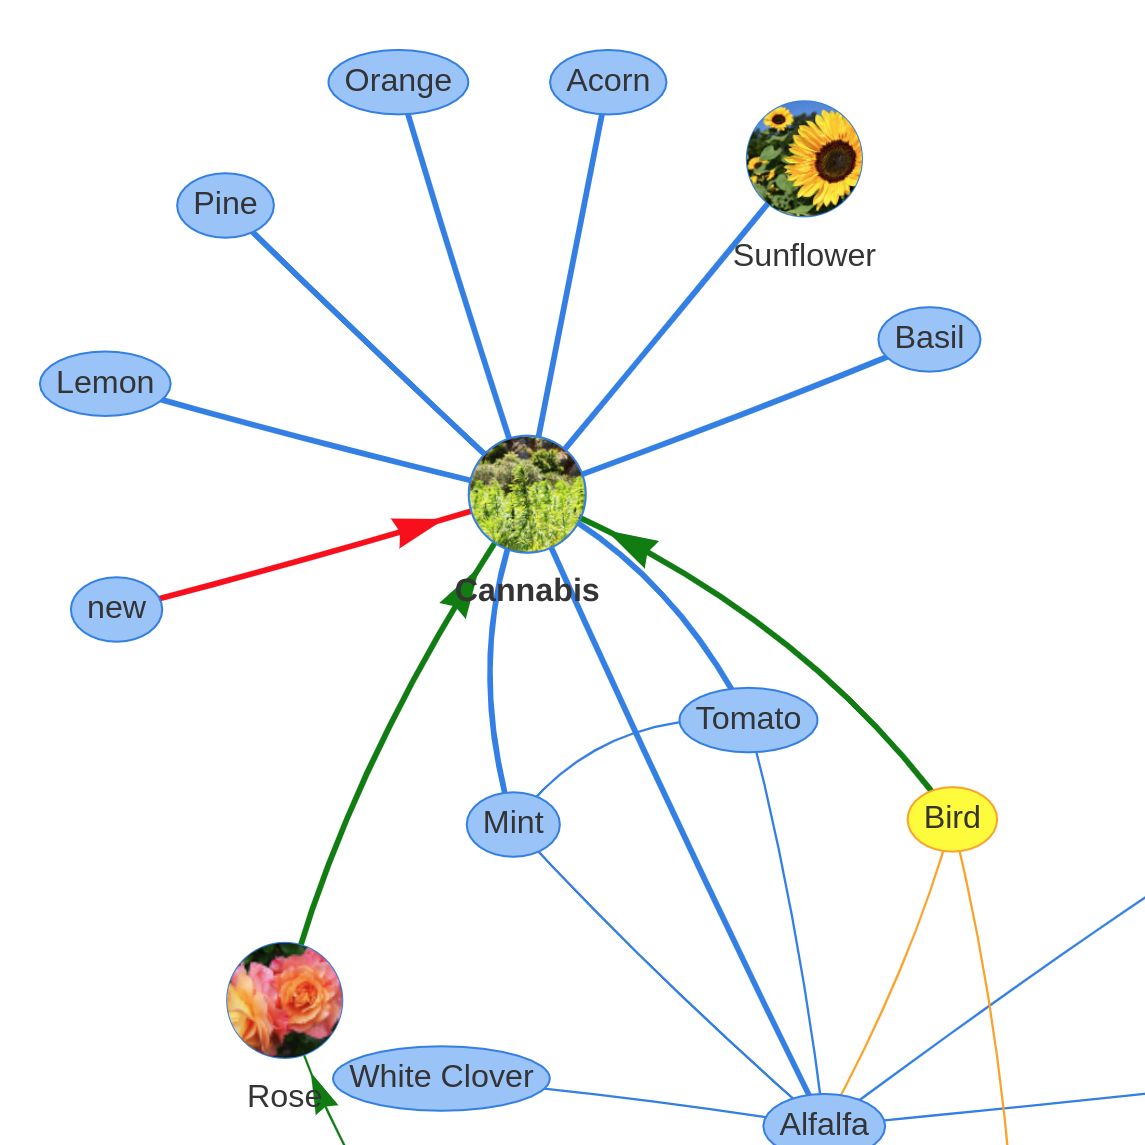 Orange
Acorn
Pine
Sunflower
Basil
Lemon
Cannabis
new
Tomato
Mint
Bird
White Clover
Rose
Alfalfa